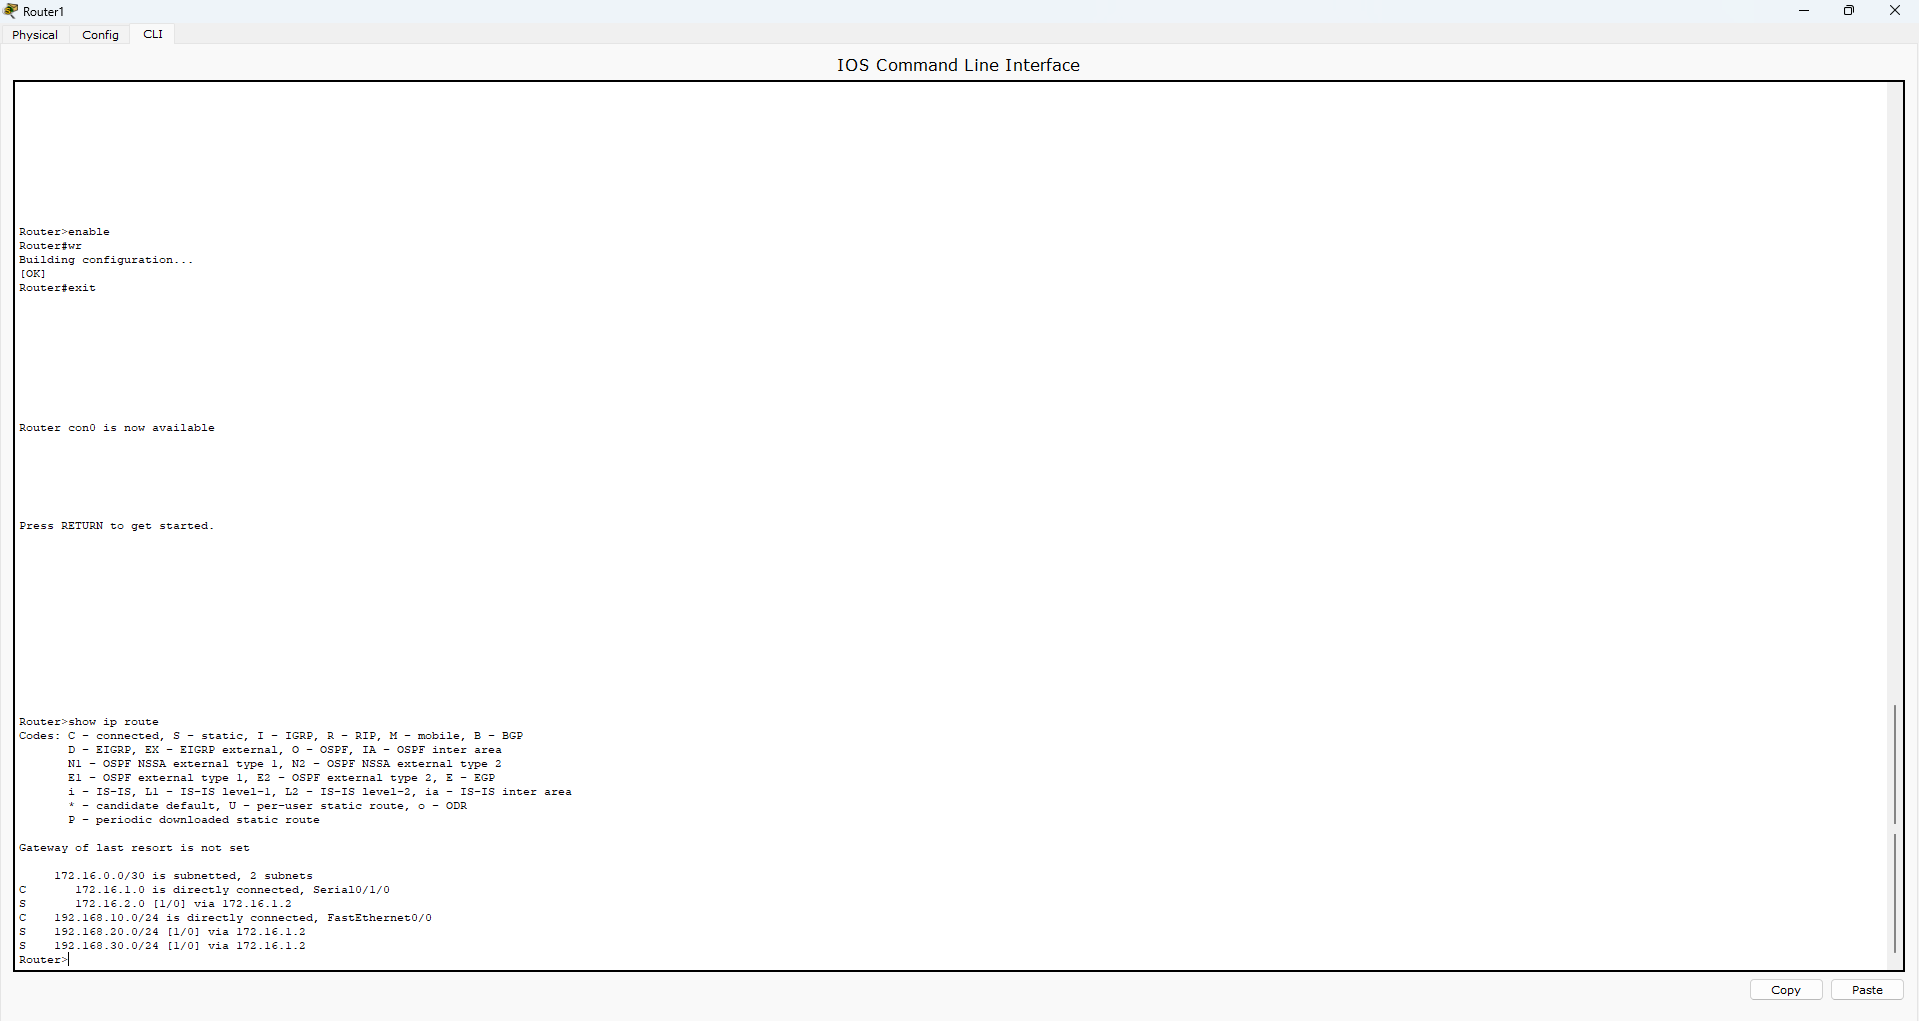 Router1
Physical Config CLI
IOS Command Line Interface
Router>enable
Router#wr
Building configuration...
[OK]
Router#exit
Router con0 is now available
Press RETURN to get started.
Router>show ip route
Codes: C - connected, S - static, I - IGRP, R - RIP, M - mobile, B - BGP
       D - EIGRP, EX - EIGRP external, O - OSPF, IA - OSPF inter area
       N1 - OSPF NSSA external type 1, N2 - OSPF NSSA external type 2
       E1 - OSPF external type 1, E2 - OSPF external type 2, E - EGP
       i - IS-IS, L1 - IS-IS level-1, L2 - IS-IS level-2, ia - IS-IS inter area
       * - candidate default, U - per-user static route, o - ODR
       P - periodic downloaded static route
Gateway of last resort is not set
     172.16.0.0/30 is subnetted, 2 subnets
C       172.16.1.0 is directly connected, Serial0/1/0
S       172.16.2.0 [1/0] via 172.16.1.2
C    192.168.10.0/24 is directly connected, FastEthernet0/0
S    192.168.20.0/24 [1/0] via 172.16.1.2
S    192.168.30.0/24 [1/0] via 172.16.1.2
Router>
Copy Paste